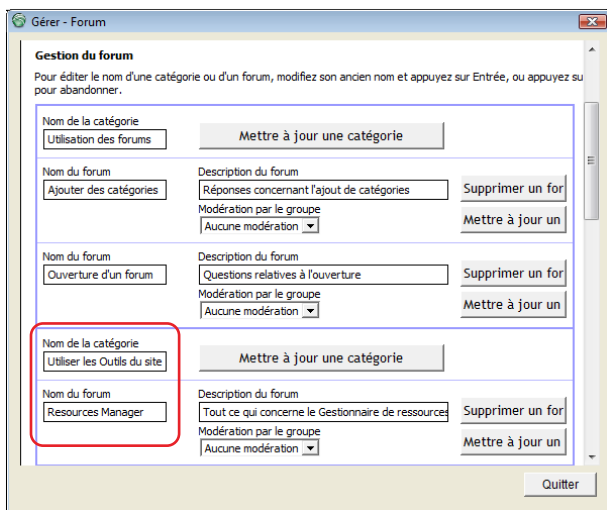 Gérer - Forum
Gestion du forum
Pour éditer le nom d'une catégorie ou d'un forum, modifiez son ancien nom et appuyez sur Entrée, ou appuyez su
pour abandonner.
Nom de la catégorie
Utilisation des forums
Mettre à jour une catégorie
Nom du forum
Description du forum
Ajouter des catégories
Réponses concernant l'ajout de catégories
Supprimer un for
Modération par le groupe
Aucune modération
Mettre à jour un
Nom du forum
Description du forum
Ouverture d'un forum
Questions relatives à l'ouverture
Supprimer un for
Modération par le groupe
Aucune modération
Mettre à jour un
Nom de la catégorie
Utiliser les Outils du site
Mettre à jour une catégorie
Nom du forum
Description du forum
Resources Manager
Tout ce qui concerne le Gestionnaire de ressources
Supprimer un for
Modération par le groupe
Aucune modération
Mettre à jour un
Quitter